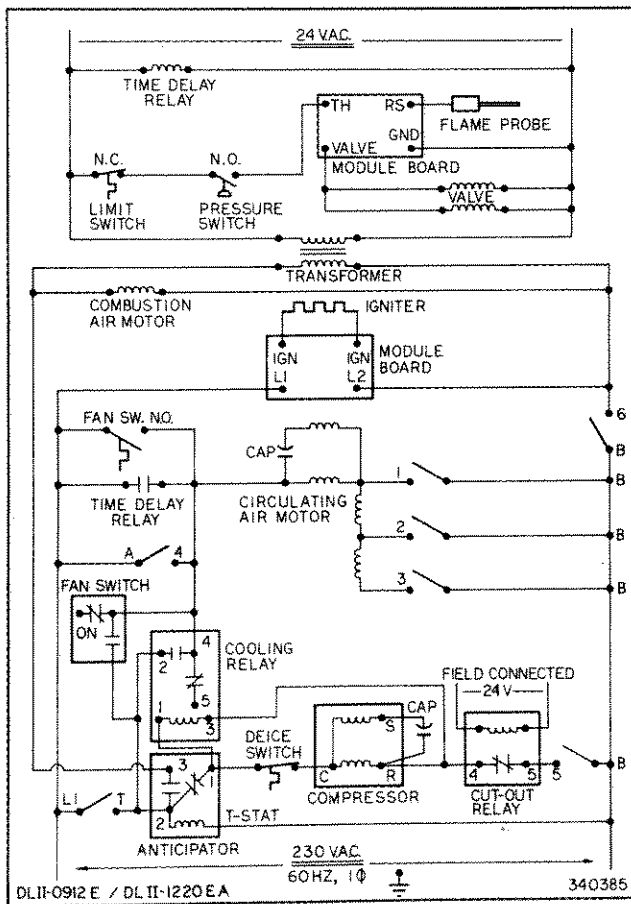 24 V.A.C.
TIME DELAY
RELAY
TH
RS
FLAME PROBE
GND
VALVE
MODULE BOARD
N.C.
N.O.
VALVE
LIMIT
SWITCH
PRESSURE
SWITCH
TRANSFORMER
COMBUSTION
AIR MOTOR
IGNITER
IGN
IGN
MODULE
BOARD
L1
L2
FAN SW. N.O.
6
B
CAP
1
B
TIME DELAY
RELAY
CIRCULATING
AIR MOTOR
2
B
A
4
3
B
FAN SWITCH
ON
4
COOLING
RELAY
2
5
1
3
FIELD CONNECTED
24 V
CAP
DEICE
SWITCH
S
C
R
4
5
5
B
COMPRESSOR
CUT-OUT
RELAY
3
1
L1
T
2
T-STAT
ANTICIPATOR
230 VAC
60HZ, 1Φ
DL11-0912 E / DL 11-1220 EA
340385